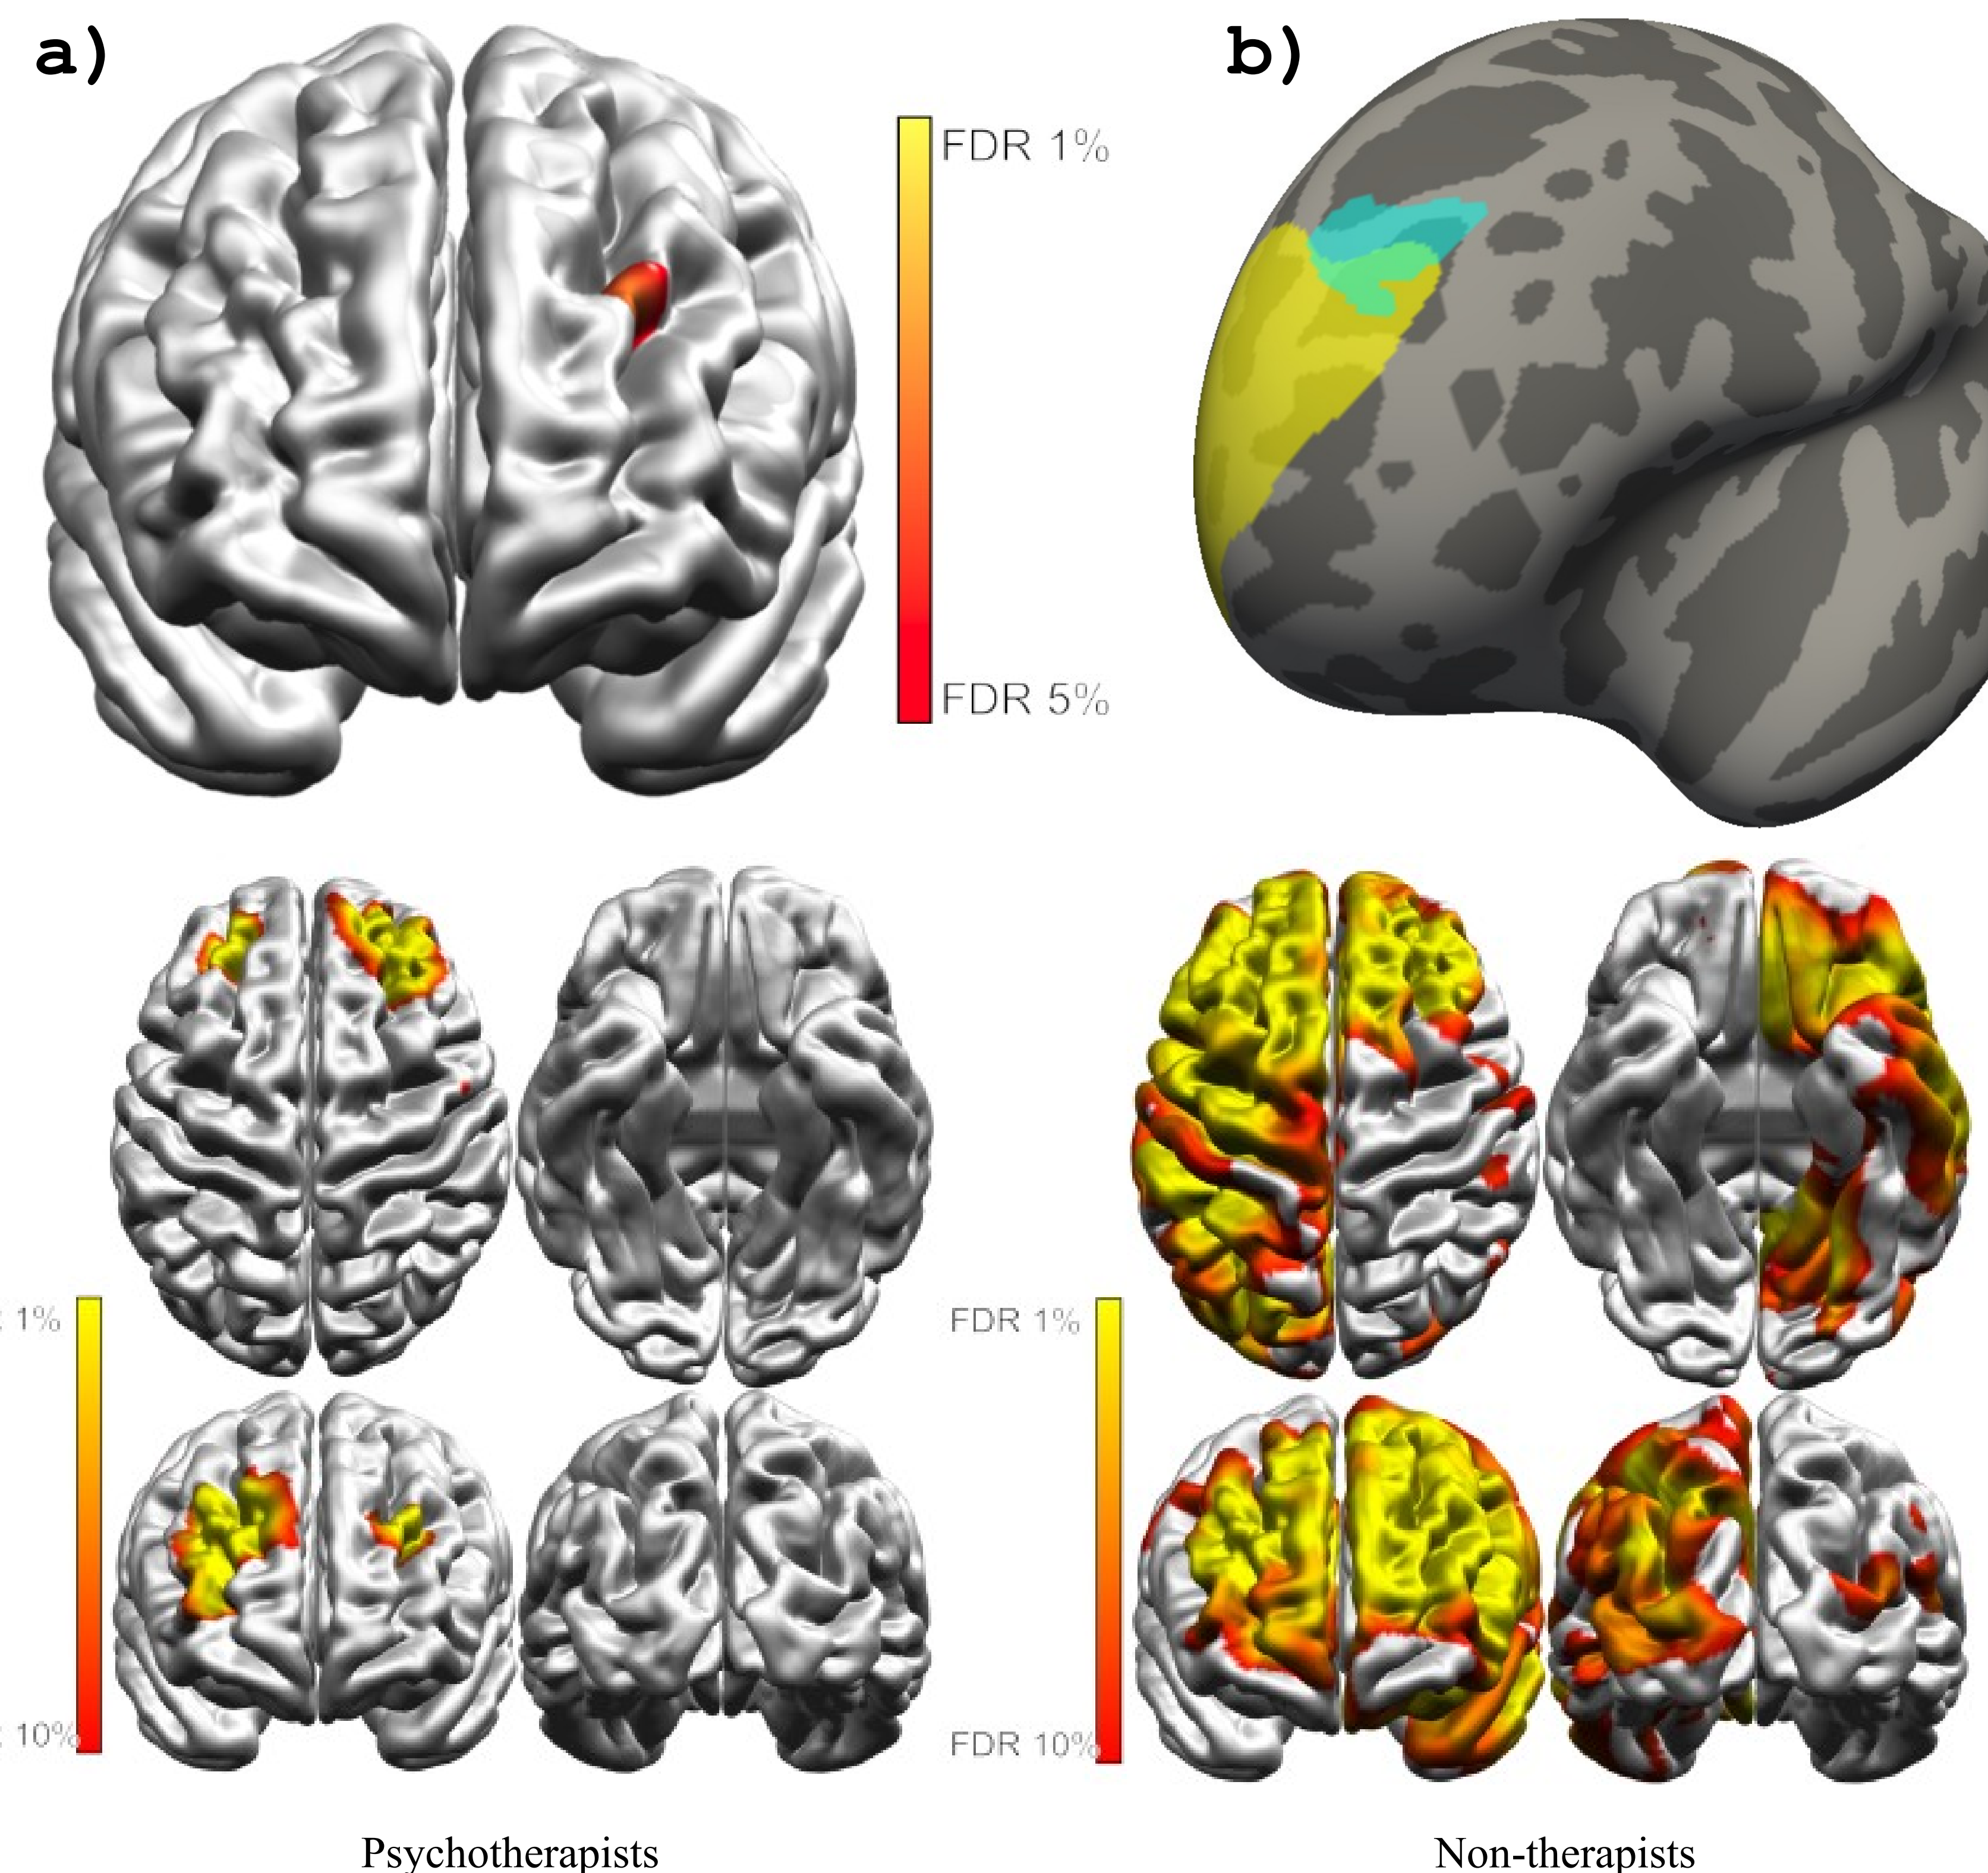 a)
b)
FDR 1%
FDR 5%
1%
10%
FDR 1%
FDR 10%
Psychotherapists
Non-therapists